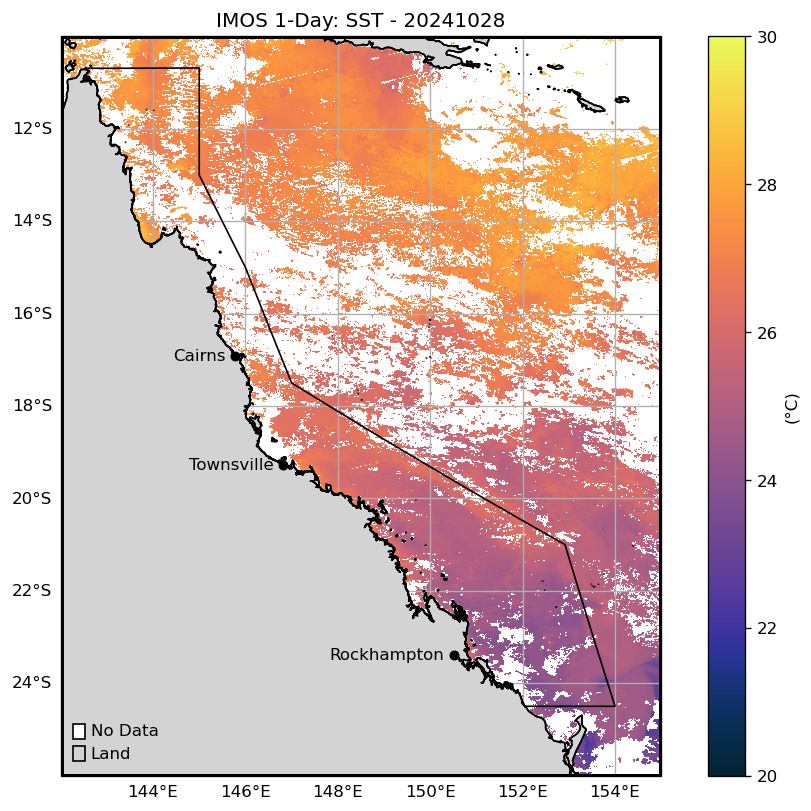 IMOS 1-Day: SST - 20241028
12°S
14°S
16°S
18°S
20°S
22°S
24°S
Cairns
Townsville
Rockhampton
No Data
Land
144°E 146°E 148°E 150°E 152°E 154°E
30
28
26
24
22
20
(°C)